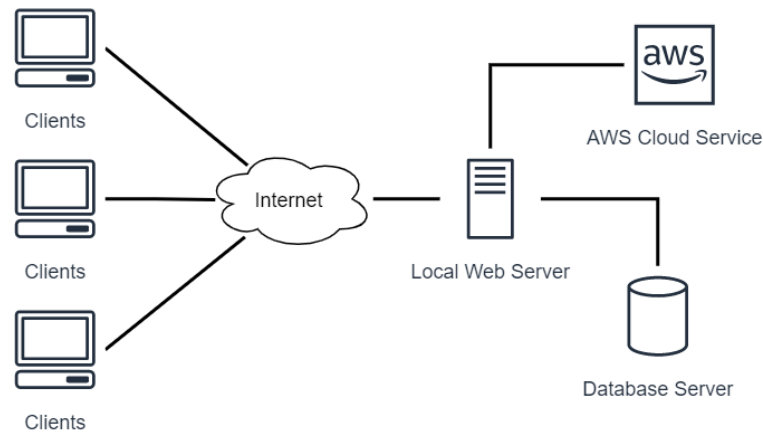 Clients
Clients
Clients
Internet
Local Web Server
aws
AWS Cloud Service
Database Server